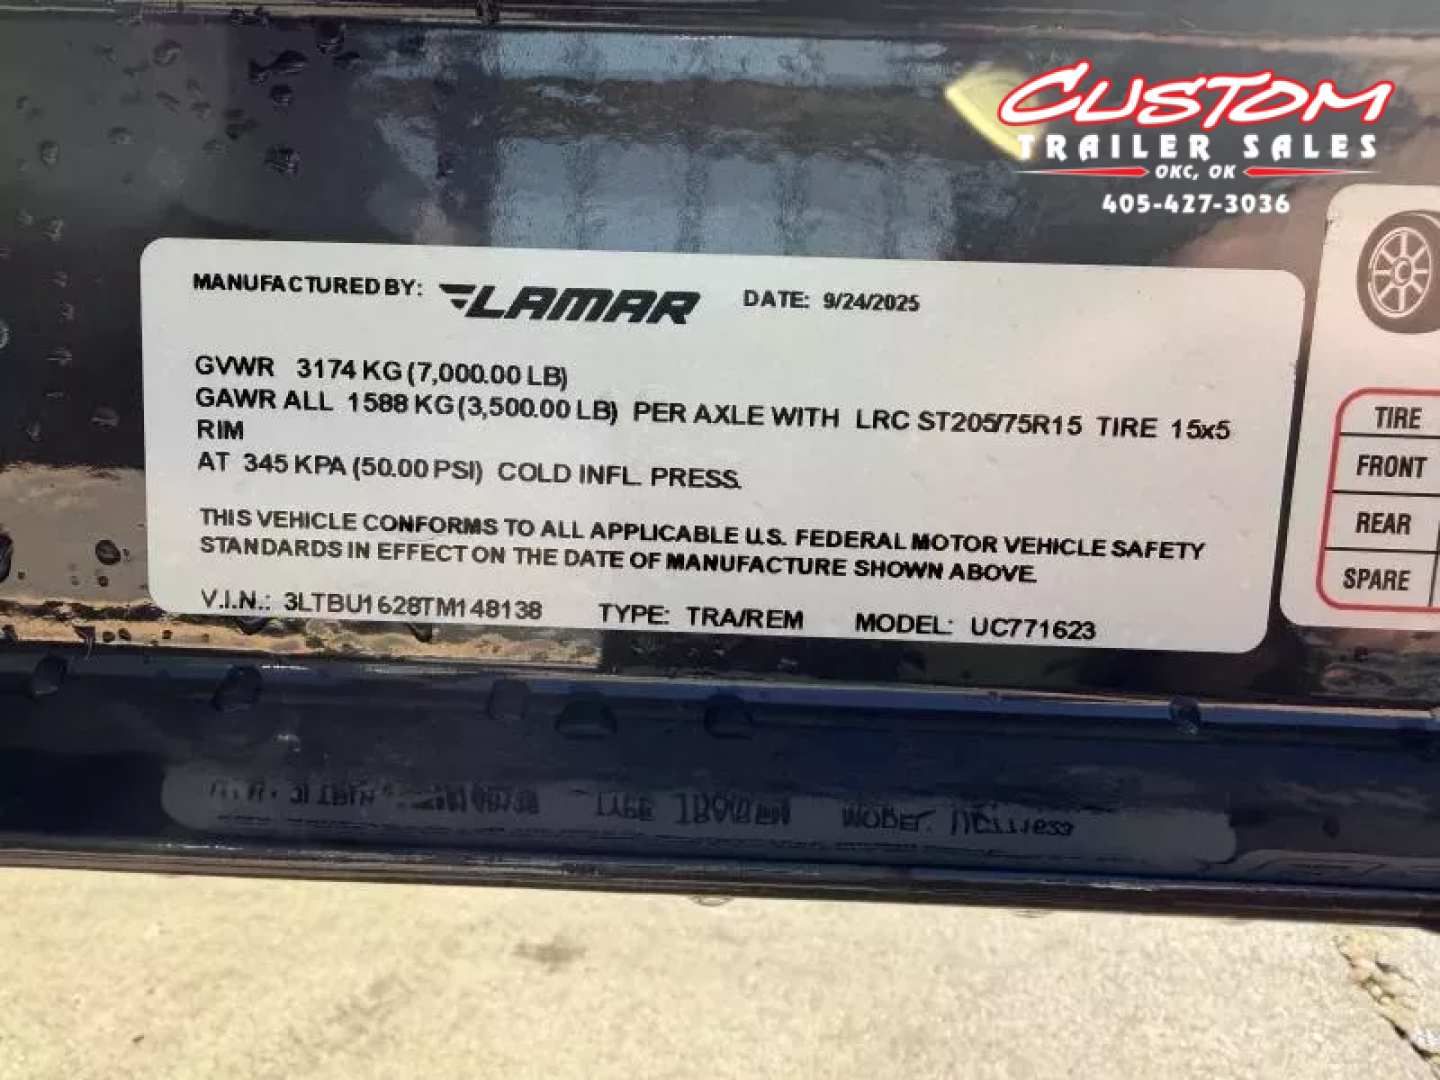 CUSTOM
TRAILER SALES
OKC, OK
405-427-3036
MANUFACTURED BY: LAMAR DATE: 9/24/2025
GVWR 3174 KG (7,000.00 LB)
GAWR ALL 1588 KG (3,500.00 LB) PER AXLE WITH LRC ST205/75R15 TIRE 15x5
RIM
AT 345 KPA (50.00 PSI) COLD INFL. PRESS.
THIS VEHICLE CONFORMS TO ALL APPLICABLE U.S. FEDERAL MOTOR VEHICLE SAFETY
STANDARDS IN EFFECT ON THE DATE OF MANUFACTURE SHOWN ABOVE.
V.I.N.: 3LTBU1628TM148138 TYPE: TRA/REM MODEL: UC771623
TIRE
FRONT
REAR
SPARE